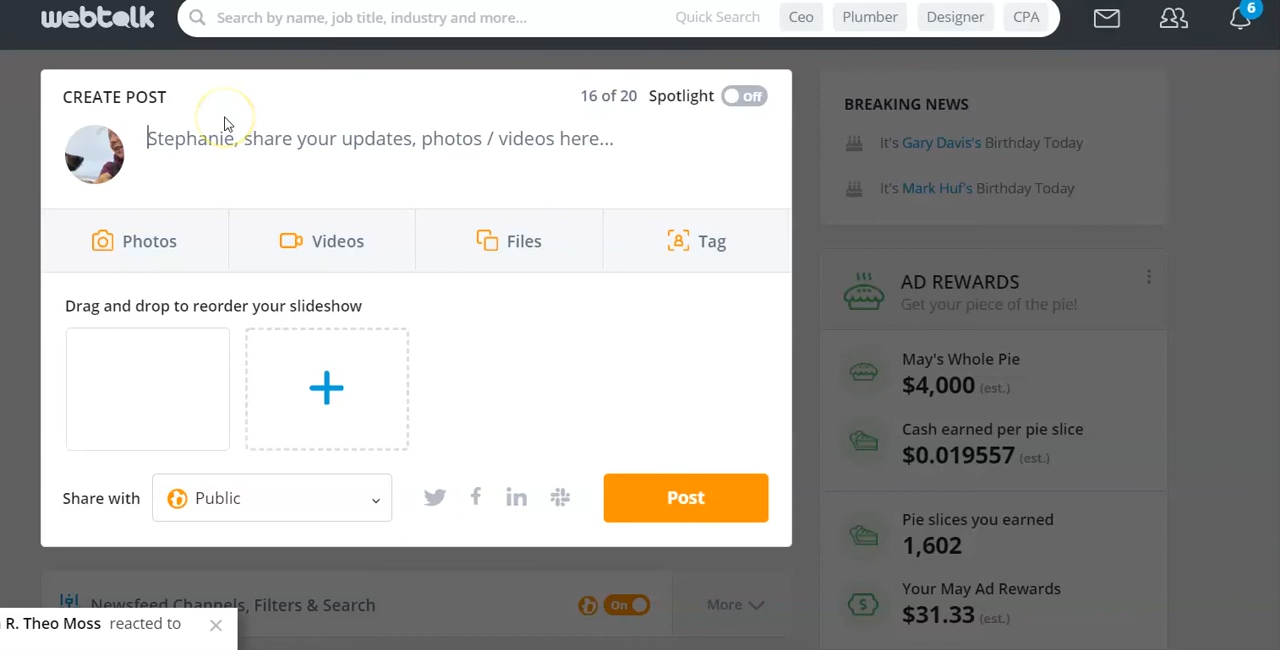 webtalk
Search by name, job title, industry and more...
Quick Search
Ceo
Plumber
Designer
CPA
6
CREATE POST
16 of 20
Spotlight
Off
Stephanie, share your updates, photos / videos here...
Photos
Videos
Files
Tag
Drag and drop to reorder your slideshow
Share with
Public
Post
Newsfeed Channels, Filters & Search
On
More
R. Theo Moss reacted to
BREAKING NEWS
It's Gary Davis's Birthday Today
It's Mark Huf's Birthday Today
AD REWARDS
Get your piece of the pie!
May's Whole Pie
$4,000 (est.)
Cash earned per pie slice
$0.019557 (est.)
Pie slices you earned
1,602
Your May Ad Rewards
$31.33 (est.)